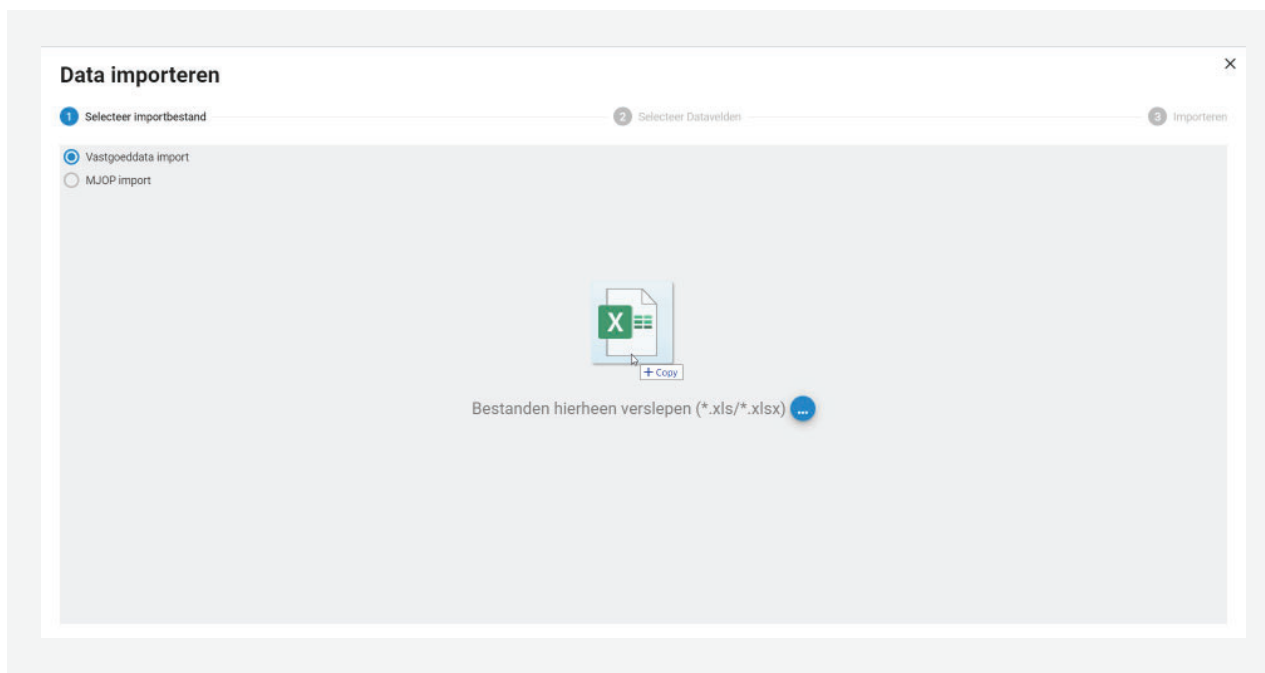 Data importeren
×
1 Selecteer importbestand
2 Selecteer Datavelden
3 Importeren
Vastgoeddata import
MJOP import
X
+ Copy
Bestanden hierheen verslepen (*.xls/*.xlsx) ...